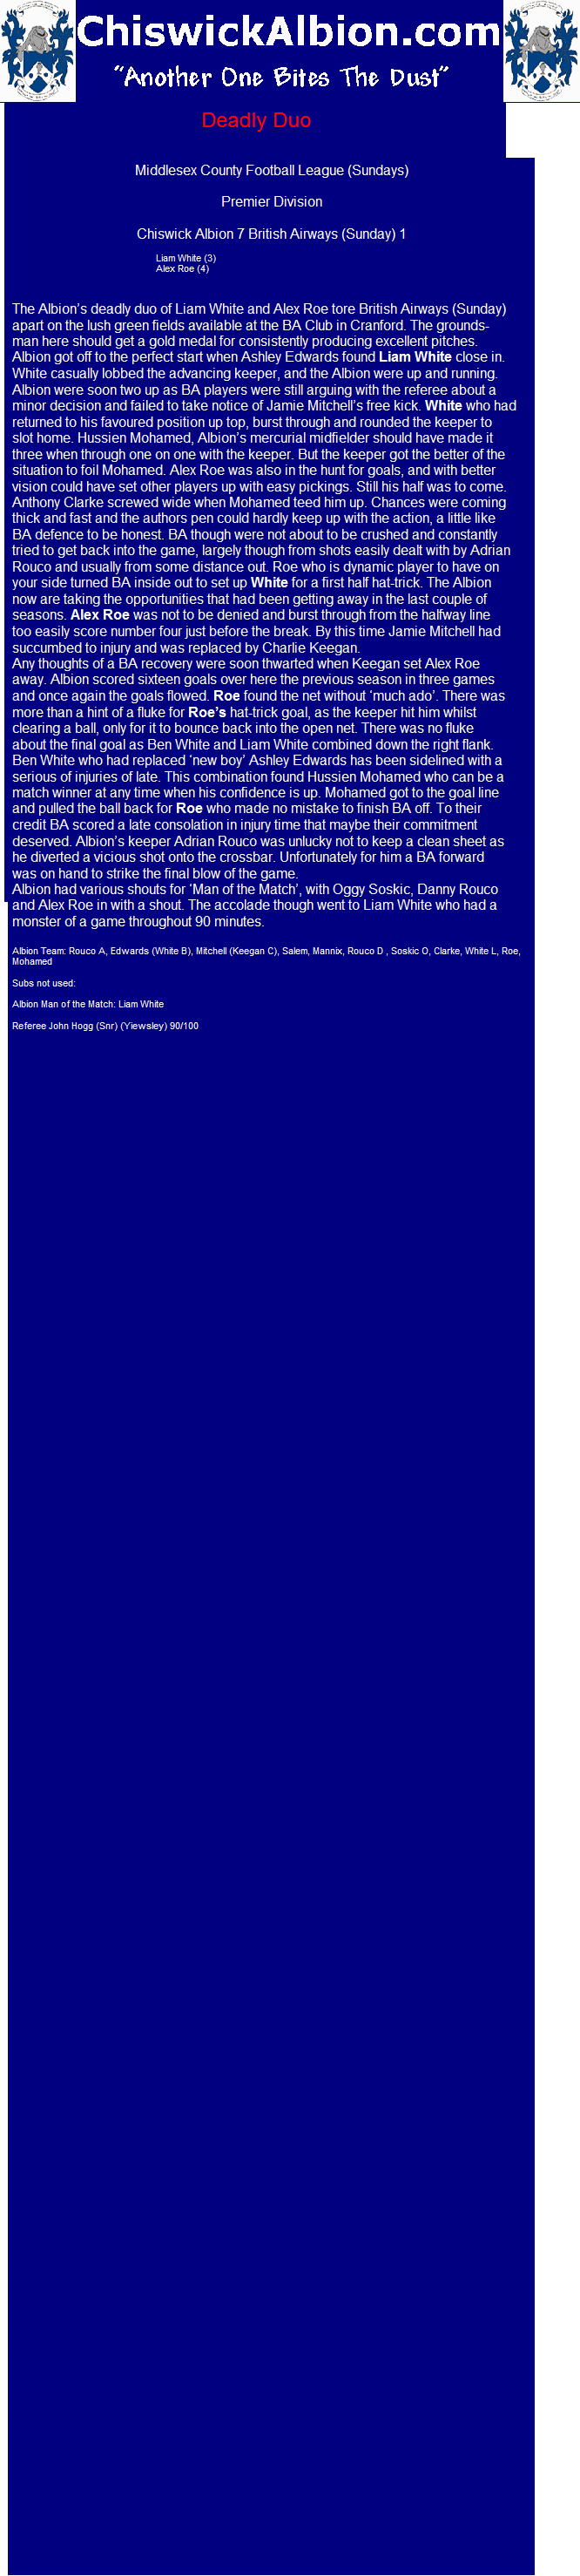 ChiswickAlbion.com
“Another One Bites The Dust”
Deadly Duo
Middlesex County Football League (Sundays)
Premier Division
Chiswick Albion 7 British Airways (Sunday) 1
Liam White (3)
Alex Roe (4)
The Albion’s deadly duo of Liam White and Alex Roe tore British Airways (Sunday)
apart on the lush green fields available at the BA Club in Cranford. The grounds-
man here should get a gold medal for consistently producing excellent pitches.
Albion got off to the perfect start when Ashley Edwards found Liam White close in.
White casually lobbed the advancing keeper, and the Albion were up and running.
Albion were soon two up as BA players were still arguing with the referee about a
minor decision and failed to take notice of Jamie Mitchell’s free kick. White who had
returned to his favoured position up top, burst through and rounded the keeper to
slot home. Hussien Mohamed, Albion’s mercurial midfielder should have made it
three when through one on one with the keeper. But the keeper got the better of the
situation to foil Mohamed. Alex Roe was also in the hunt for goals, and with better
vision could have set other players up with easy pickings. Still his half was to come.
Anthony Clarke screwed wide when Mohamed teed him up. Chances were coming
thick and fast and the authors pen could hardly keep up with the action, a little like
BA defence to be honest. BA though were not about to be crushed and constantly
tried to get back into the game, largely though from shots easily dealt with by Adrian
Rouco and usually from some distance out. Roe who is dynamic player to have on
your side turned BA inside out to set up White for a first half hat-trick. The Albion
now are taking the opportunities that had been getting away in the last couple of
seasons. Alex Roe was not to be denied and burst through from the halfway line
too easily score number four just before the break. By this time Jamie Mitchell had
succumbed to injury and was replaced by Charlie Keegan.
Any thoughts of a BA recovery were soon thwarted when Keegan set Alex Roe
away. Albion scored sixteen goals over here the previous season in three games
and once again the goals flowed. Roe found the net without ‘much ado’. There was
more than a hint of a fluke for Roe’s hat-trick goal, as the keeper hit him whilst
clearing a ball, only for it to bounce back into the open net. There was no fluke
about the final goal as Ben White and Liam White combined down the right flank.
Ben White who had replaced ‘new boy’ Ashley Edwards has been sidelined with a
serious of injuries of late. This combination found Hussien Mohamed who can be a
match winner at any time when his confidence is up. Mohamed got to the goal line
and pulled the ball back for Roe who made no mistake to finish BA off. To their
credit BA scored a late consolation in injury time that maybe their commitment
deserved. Albion’s keeper Adrian Rouco was unlucky not to keep a clean sheet as
he diverted a vicious shot onto the crossbar. Unfortunately for him a BA forward
was on hand to strike the final blow of the game.
Albion had various shouts for ‘Man of the Match’, with Oggy Soskic, Danny Rouco
and Alex Roe in with a shout. The accolade though went to Liam White who had a
monster of a game throughout 90 minutes.
Albion Team: Rouco A, Edwards (White B), Mitchell (Keegan C), Salem, Mannix, Rouco D , Soskic O, Clarke, White L, Roe,
Mohamed
Subs not used:
Albion Man of the Match: Liam White
Referee John Hogg (Snr) (Yiewsley) 90/100